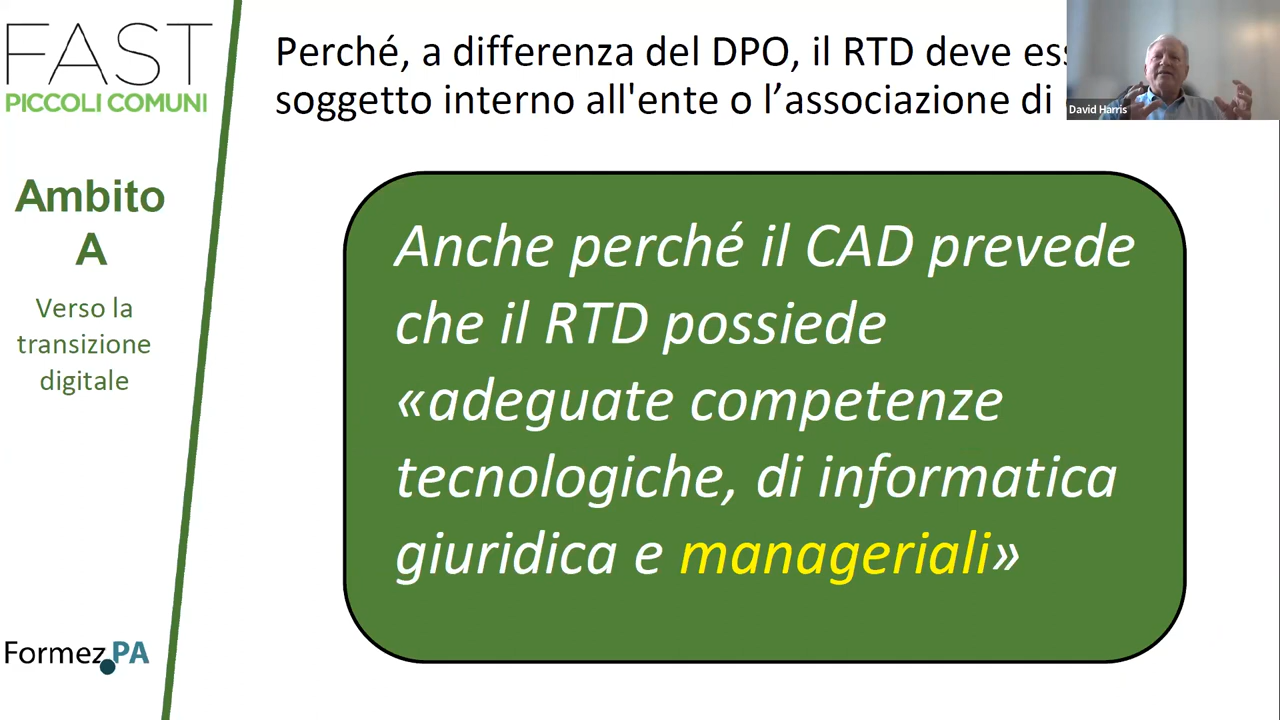 FAST
PICCOLI COMUNI
Perché, a differenza del DPO, il RTD deve
soggetto interno all'ente o l’associazione di
David Harris
Ambito
A
Verso la
transizione
digitale
Anche perché il CAD prevede
che il RTD possiede
«adeguate competenze
tecnologiche, di informatica
giuridica e manageriali»
Formez PA